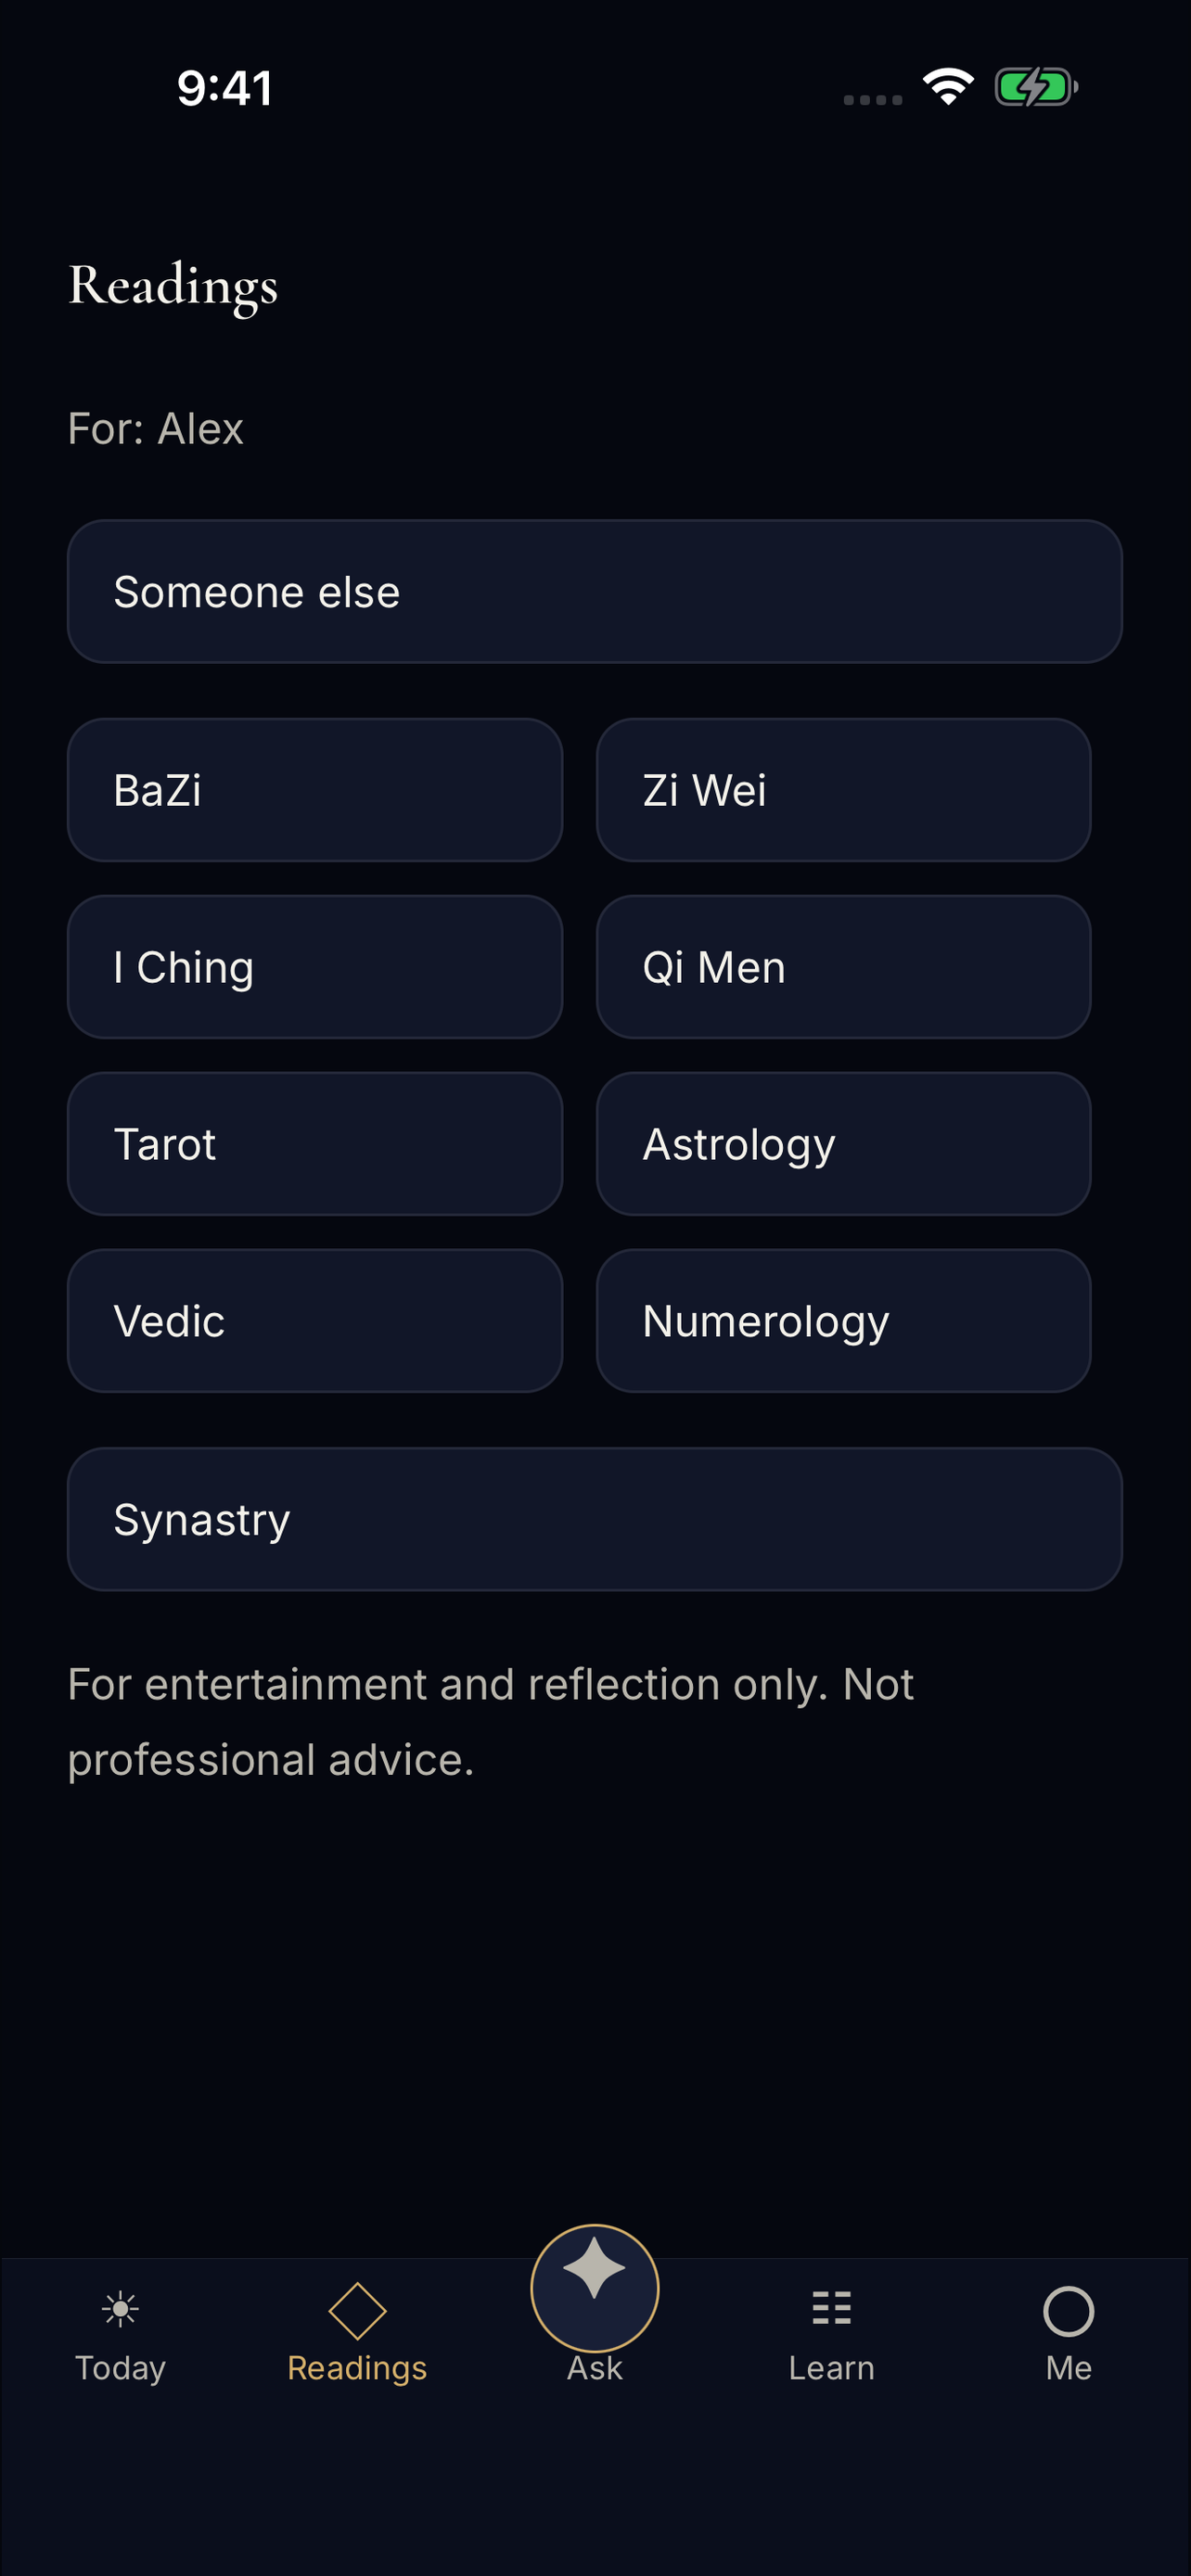 9:41
Readings
For: Alex
Someone else
BaZi
Zi Wei
I Ching
Qi Men
Tarot
Astrology
Vedic
Numerology
Synastry
For entertainment and reflection only. Not
professional advice.
Today
Readings
Ask
Learn
Me